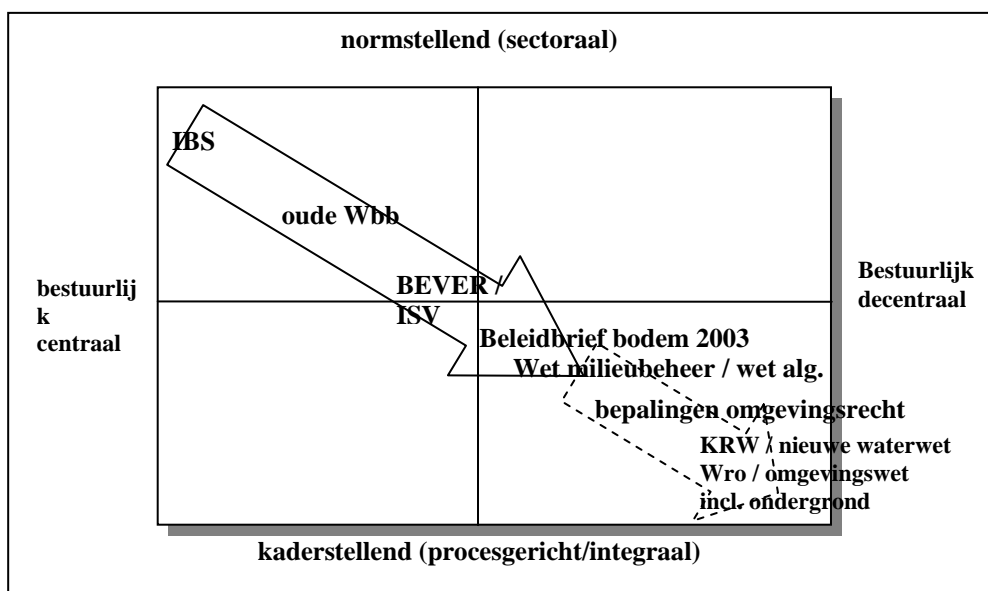 normstellend (sectoraal)
IBS
oude Wbb
BEVER /
ISV
bestuurlij
k
centraal
Bestuurlijk
decentraal
Beleidbrief bodem 2003
Wet milieubeheer / wet alg.
bepalingen omgevingsrecht
KRW / nieuwe waterwet
Wro / omgevingswet
incl. ondergrond
kaderstellend (procesgericht/integraal)